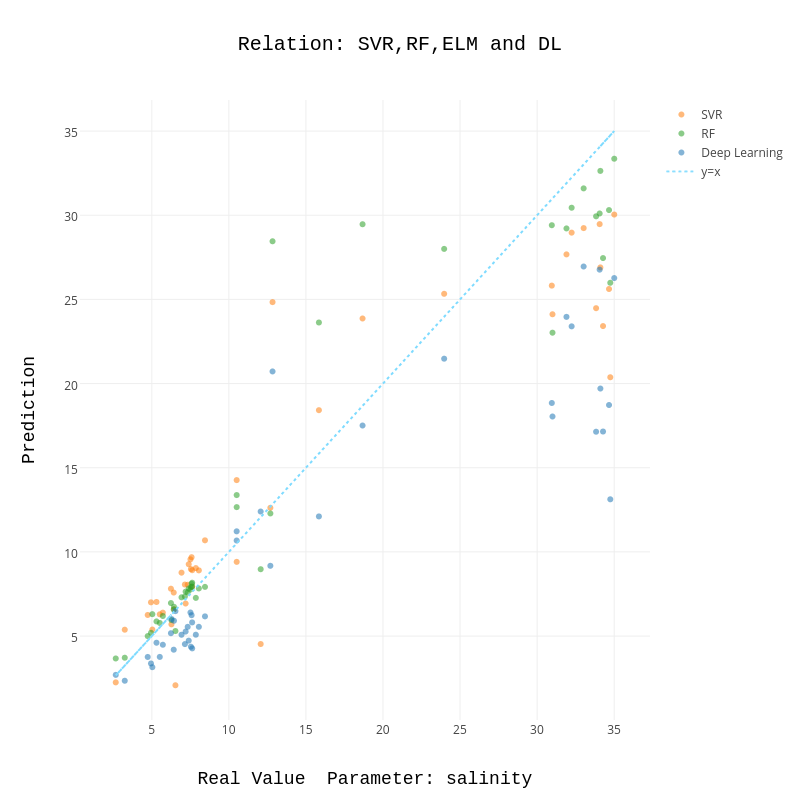 Relation: SVR,RF,ELM and DL
SVR
RF
Deep Learning
y=x
35
30
25
20
15
10
5
Prediction
5 10 15 20 25 30 35
Real Value  Parameter: salinity